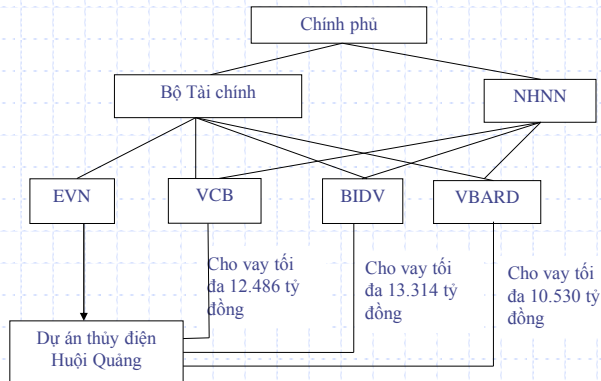 Chính phủ
Bộ Tài chính
NHNN
EVN
VCB
BIDV
VBARD
Cho vay tối
đa 12.486 tỷ
đồng
Cho vay tối
đa 13.314 tỷ
đồng
Cho vay tối
đa 10.530 tỷ
đồng
Dự án thủy điện
Huội Quảng